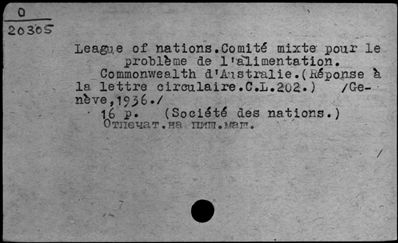 0
20305
League of nations.Comité mixte pour le
problème de l'alimentation.
Commonwealth d'Australie.(Réponse à
la lettre circulaire.C.L.202.) /Ge-
nève,1936./
16 p. (Société des nations.)
Отпечат.на пиш.маш.